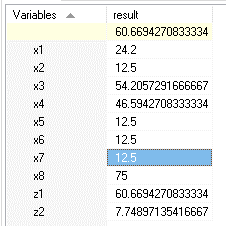 Variables result
60.6694270833334
x1 24.2
x2 12.5
x3 54.2057291666667
x4 46.5942708333334
x5 12.5
x6 12.5
x7 12.5
x8 75
z1 60.6694270833334
z2 7.74897135416667